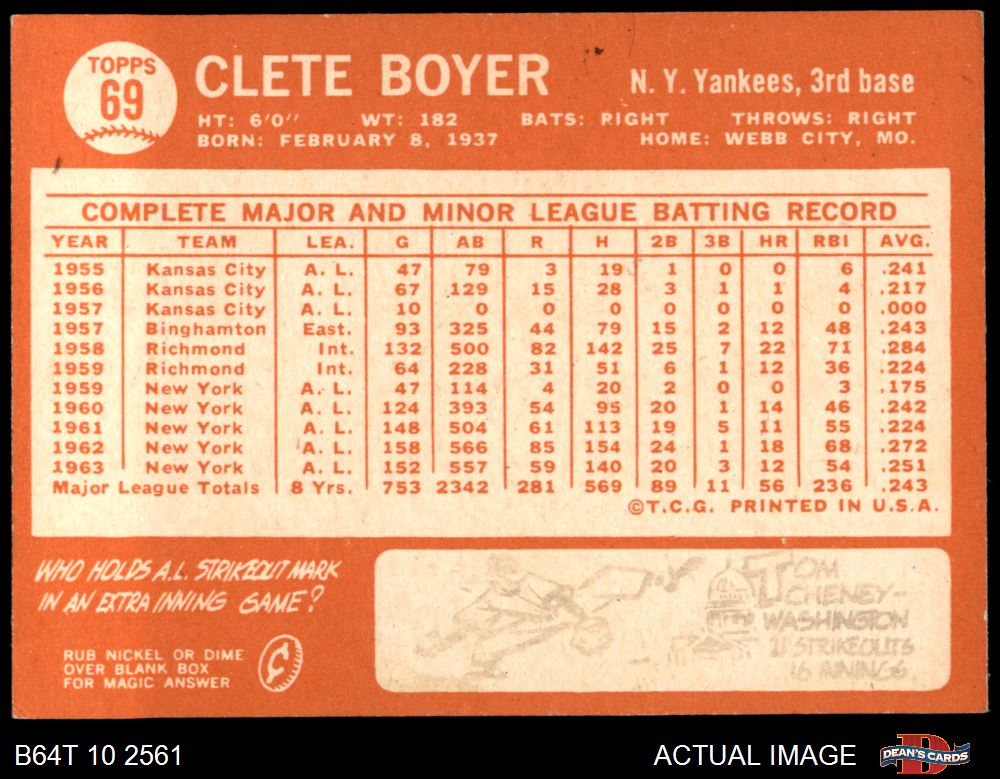 TOPPS
69
CLETE BOYER
N. Y. Yankees, 3rd base
HT: 6'0" WT: 182 BATS: RIGHT THROWS: RIGHT
BORN: FEBRUARY 8, 1937 HOME: WEBB CITY, MO.
COMPLETE MAJOR AND MINOR LEAGUE BATTING RECORD
YEAR TEAM LEA. G AB R H 2B 3B HR RBI AVG.
1955 Kansas City A. L. 47 79 3 19 1 0 0 6 .241
1956 Kansas City A. L. 67 129 15 28 3 1 1 4 .217
1957 Kansas City A. L. 10 0 0 0 0 0 0 0 .000
1957 Binghamton East. 93 325 44 79 15 2 12 48 .243
1958 Richmond Int. 132 500 82 142 25 7 22 71 .284
1959 Richmond Int. 64 228 31 51 6 1 12 36 .224
1959 New York A. L. 47 114 4 20 2 0 0 3 .175
1960 New York A. L. 124 393 54 95 20 1 14 46 .242
1961 New York A. L. 148 504 61 113 19 5 11 55 .224
1962 New York A. L. 158 566 85 154 24 1 18 68 .272
1963 New York A. L. 152 557 59 140 20 3 12 54 .251
Major League Totals 8 Yrs. 753 2342 281 569 89 11 56 236 .243
©T.C.G. PRINTED IN U.S.A.
WHO HOLDS A.L. STRIKEOUT MARK
IN AN EXTRA INNING GAME?
RUB NICKEL OR DIME
OVER BLANK BOX
FOR MAGIC ANSWER
TOM
CHENEY-
WASHINGTON
21 STRIKEOUTS
16 INNINGS
B64T 10 2561 ACTUAL IMAGE DEAN'S CARDS